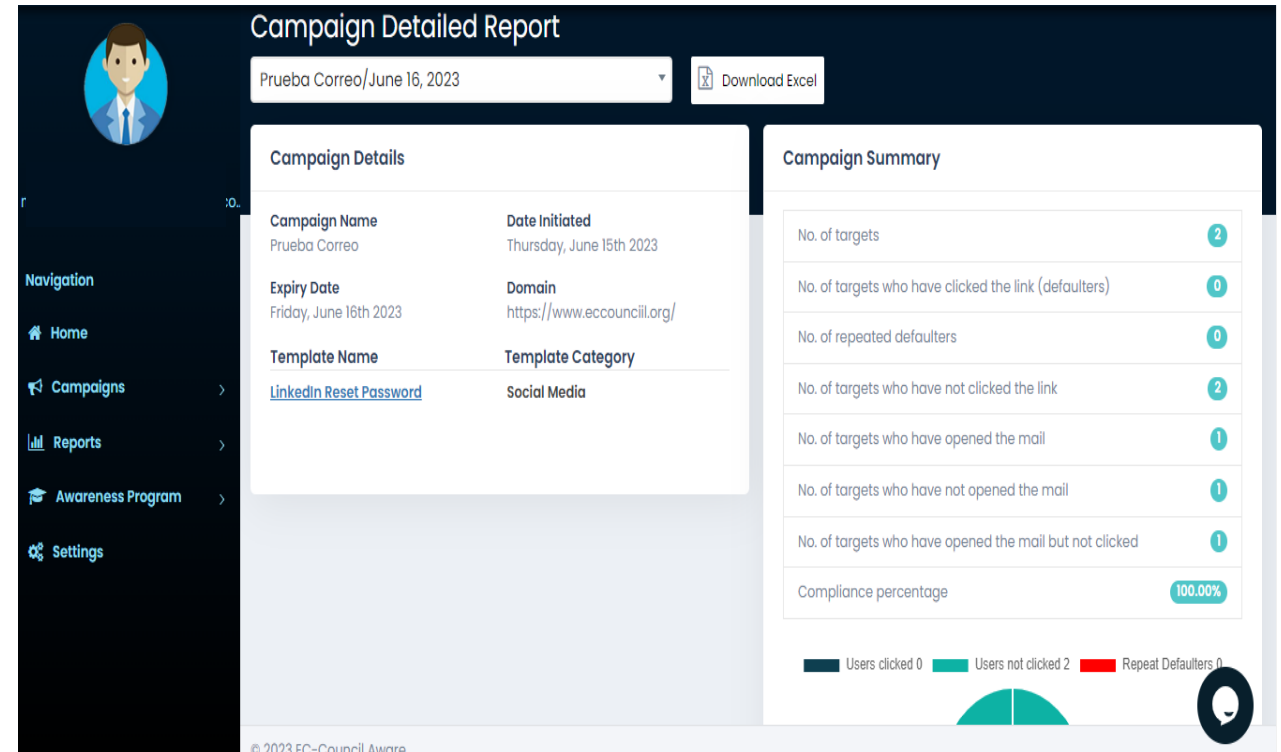 Campaign Detailed Report
Prueba Correo/June 16, 2023
Download Excel
:o..
Navigation
Home
Campaigns
Reports
Awareness Program
Settings
Campaign Details
Campaign Name
Prueba Correo
Date Initiated
Thursday, June 15th 2023
Expiry Date
Friday, June 16th 2023
Domain
https://www.eccounciil.org/
Template Name
Template Category
LinkedIn Reset Password
Social Media
Campaign Summary
No. of targets 2
No. of targets who have clicked the link (defaulters) 0
No. of repeated defaulters 0
No. of targets who have not clicked the link 2
No. of targets who have opened the mail 1
No. of targets who have not opened the mail 1
No. of targets who have opened the mail but not clicked 1
Compliance percentage 100.00%
Users clicked 0 Users not clicked 2 Repeat Defaulters 0
© 2023 EC-Council Aware